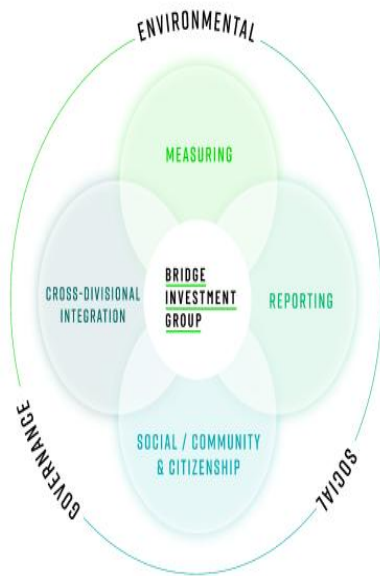 ENVIRONMENTAL
MEASURING
CROSS-DIVISIONAL
INTEGRATION
BRIDGE
INVESTMENT
GROUP
REPORTING
SOCIAL / COMMUNITY
& CITIZENSHIP
GOVERNANCE
SOCIAL